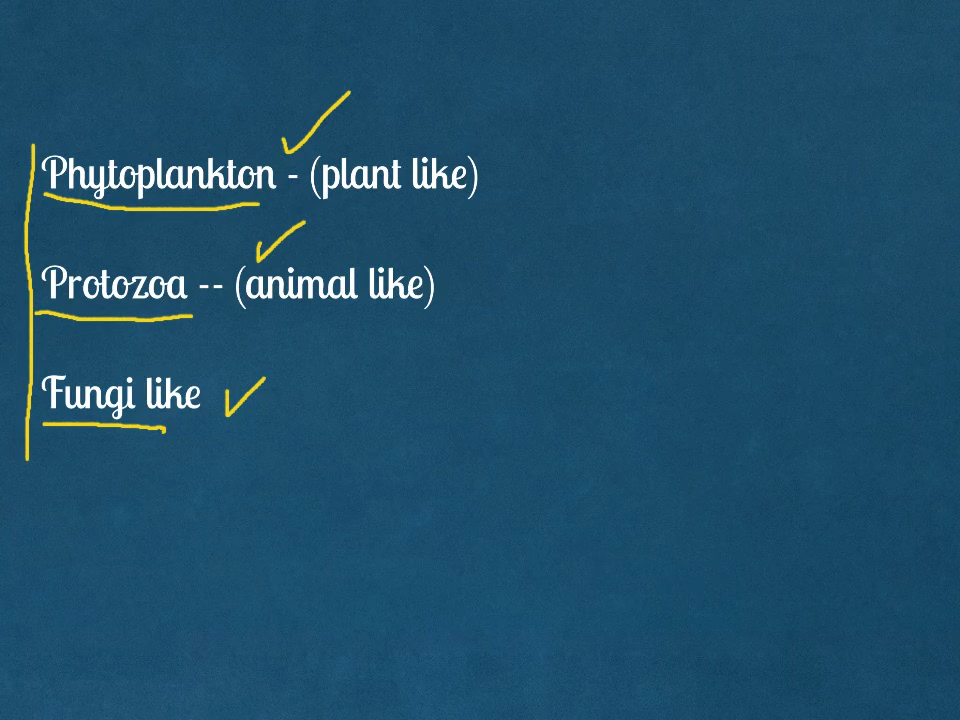 Phytoplankton - (plant like)
Protozoa -- (animal like)
Fungi like